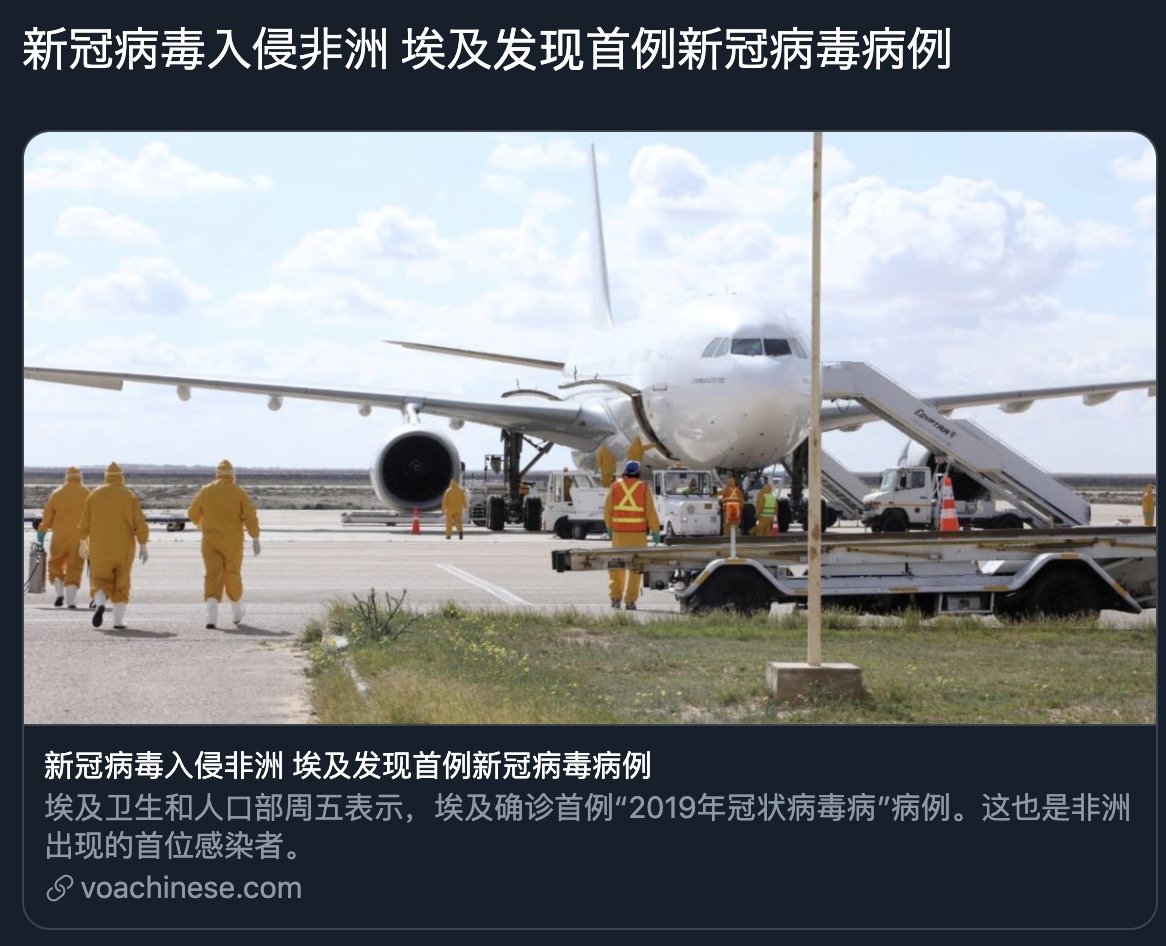 新冠病毒入侵非洲 埃及发现首例新冠病毒病例
EGYPTAIR
新冠病毒入侵非洲 埃及发现首例新冠病毒病例
埃及卫生和人口部周五表示，埃及确诊首例“2019年冠状病毒病”病例。这也是非洲
出现的首位感染者。
voachinese.com